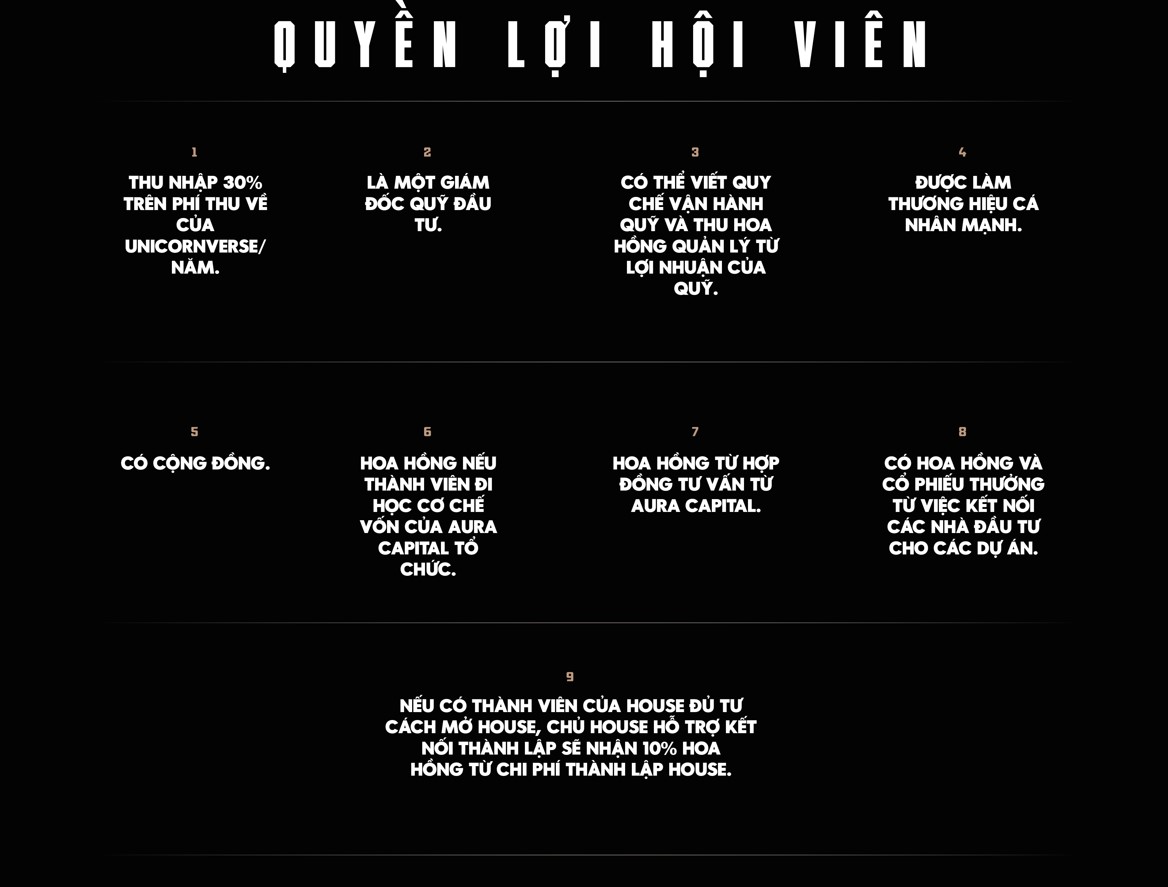 QUYỀN LỢI HỘI VIÊN
1
THU NHẬP 30%
TRÊN PHÍ THU VỀ
CỦA
UNICORNVERSE/
NĂM.
2
LÀ MỘT GIÁM
ĐỐC QUỸ ĐẦU
TƯ.
3
CÓ THỂ VIẾT QUY
CHẾ VẬN HÀNH
QUỸ VÀ THU HOA
HỒNG QUẢN LÝ TỪ
LỢI NHUẬN CỦA
QUỸ.
4
ĐƯỢC LÀM
THƯƠNG HIỆU CÁ
NHÂN MẠNH.
5
CÓ CỘNG ĐỒNG.
6
HOA HỒNG NẾU
THÀNH VIÊN ĐI
HỌC CƠ CHẾ
VỐN CỦA AURA
CAPITAL TỔ
CHỨC.
7
HOA HỒNG TỪ HỢP
ĐỒNG TƯ VẤN TỪ
AURA CAPITAL.
8
CÓ HOA HỒNG VÀ
CỔ PHIẾU THƯỞNG
TỪ VIỆC KẾT NỐI
CÁC NHÀ ĐẦU TƯ
CHO CÁC DỰ ÁN.
9
NẾU CÓ THÀNH VIÊN CỦA HOUSE ĐỦ TƯ
CÁCH MỞ HOUSE, CHỦ HOUSE HỖ TRỢ KẾT
NỐI THÀNH LẬP SẼ NHẬN 10% HOA
HỒNG TỪ CHI PHÍ THÀNH LẬP HOUSE.